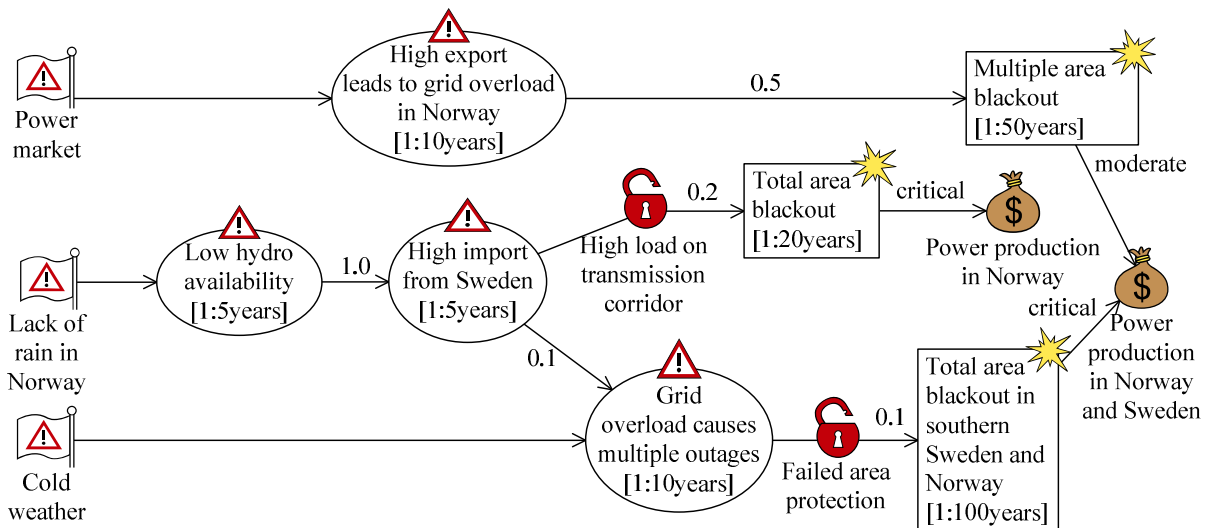 Power
market
High export
leads to grid overload
in Norway
[1:10years]
0.5
Multiple area
blackout
[1:50years]
moderate
Lack of
rain in
Norway
Low hydro
availability
[1:5years]
1.0
High import
from Sweden
[1:5years]
High load on
transmission
corridor
0.2
Total area
blackout
[1:20years]
critical
$
Power production
in Norway
0.1
Cold
weather
Grid
overload causes
multiple outages
[1:10years]
Failed area
protection
0.1
Total area
blackout in
southern
Sweden and
Norway
[1:100years]
critical
$
Power
production
in Norway
and Sweden
!
!
!
!
!
!
!